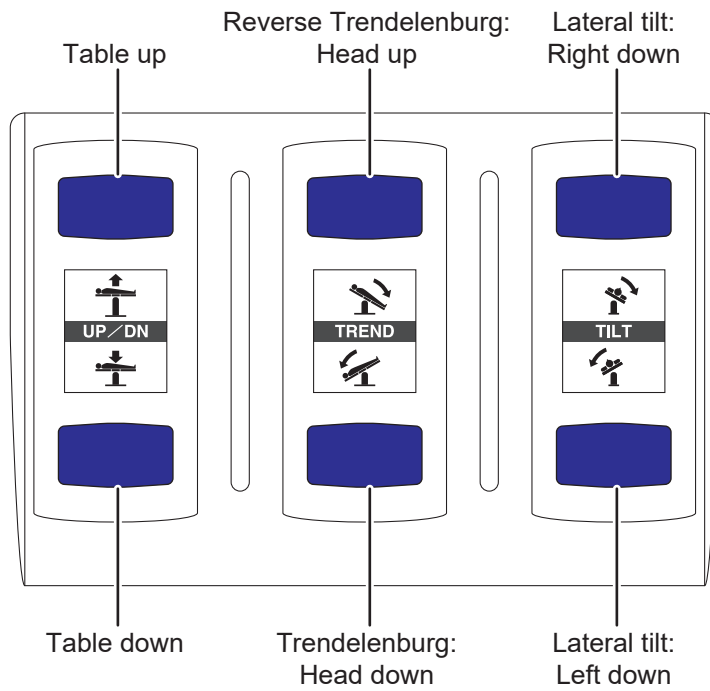 Table up
Reverse Trendelenburg:
Head up
Lateral tilt:
Right down
UP/DN
TREND
TILT
Table down
Trendelenburg:
Head down
Lateral tilt:
Left down